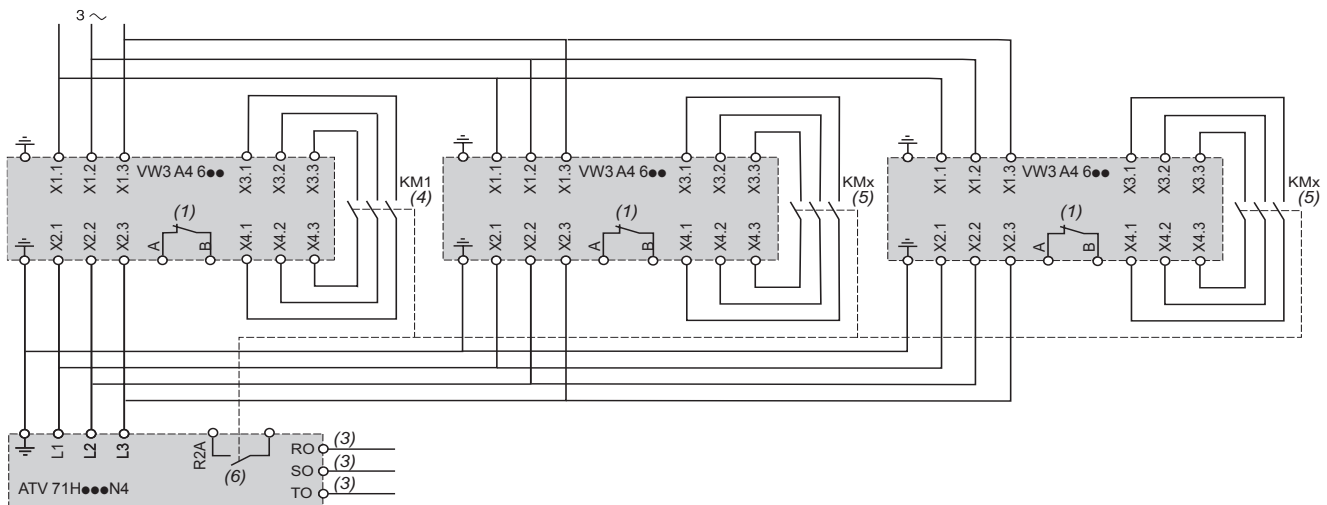 3 ~
X1.1 X1.2 X1.3 VW3 A4 6●● X3.1 X3.2 X3.3
X2.1 X2.2 X2.3 A (1) B X4.1 X4.2 X4.3
KM1
(4)
X1.1 X1.2 X1.3 VW3 A4 6●● X3.1 X3.2 X3.3
X2.1 X2.2 X2.3 A (1) B X4.1 X4.2 X4.3
KMx
(5)
X1.1 X1.2 X1.3 VW3 A4 6●● X3.1 X3.2 X3.3
X2.1 X2.2 X2.3 A (1) B X4.1 X4.2 X4.3
KMx
(5)
L1 L2 L3 R2A (6)
RO (3)
SO (3)
TO (3)
ATV 71H●●●N4